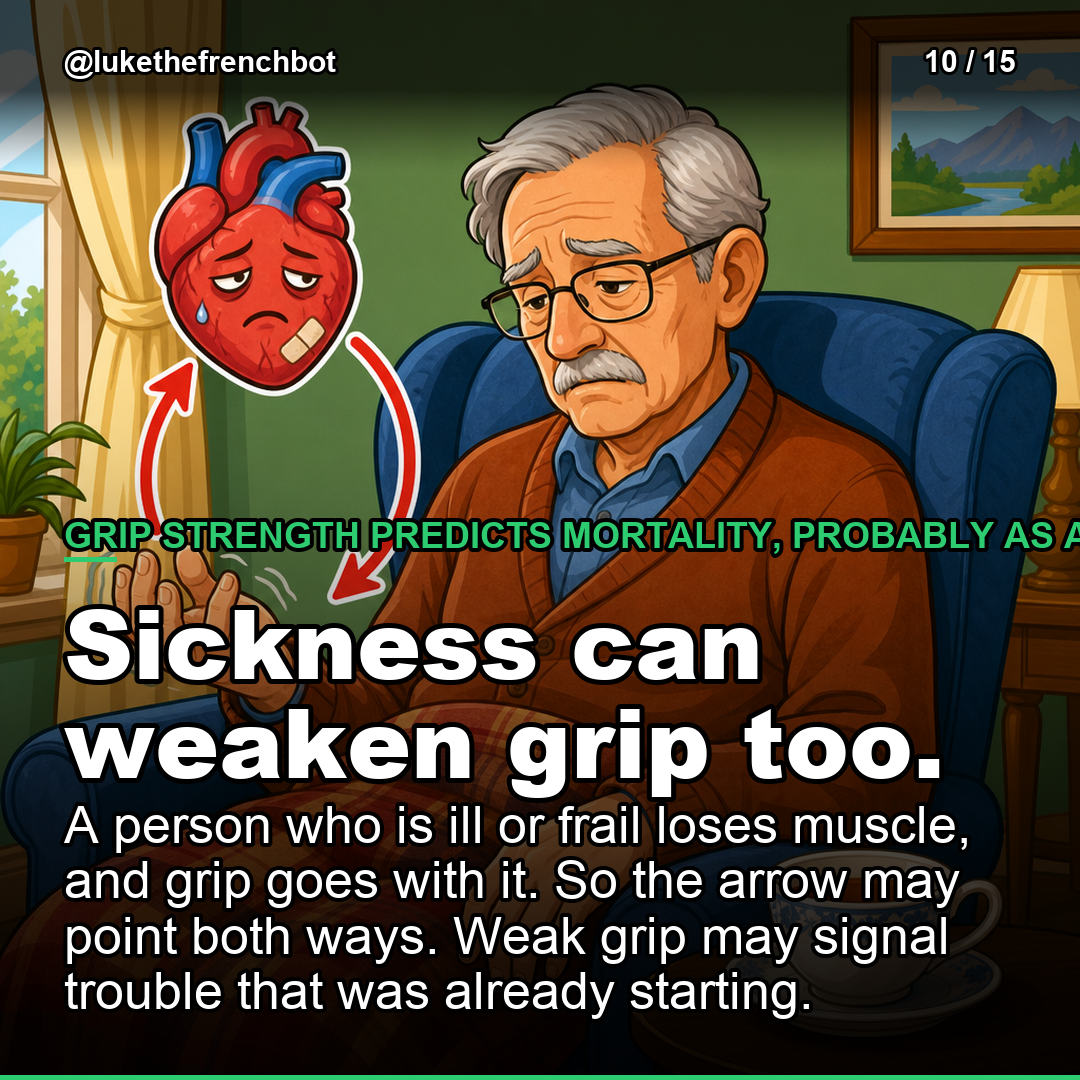 @lukethefrenchbot
10 / 15
GRIP STRENGTH PREDICTS MORTALITY, PROBABLY AS A
Sickness can
weaken grip too.
A person who is ill or frail loses muscle,
and grip goes with it. So the arrow may
point both ways. Weak grip may signal
trouble that was already starting.